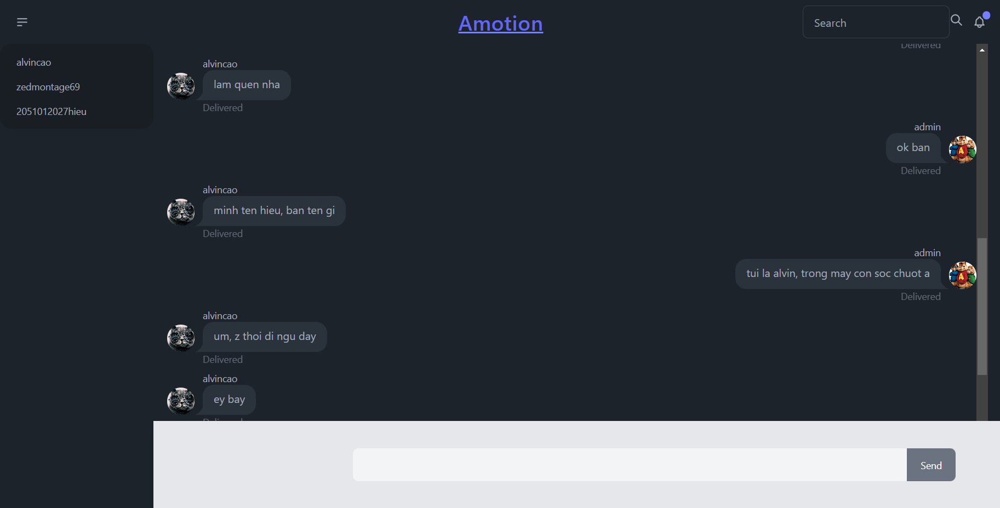 Amotion
Search
alvincao
zedmontage69
2051012027hieu
Delivered
alvincao
lam quen nha
Delivered
admin
ok ban
Delivered
alvincao
minh ten hieu, ban ten gi
Delivered
admin
tui la alvin, trong may con soc chuot a
Delivered
alvincao
um, z thoi di ngu day
Delivered
alvincao
ey bay
Send